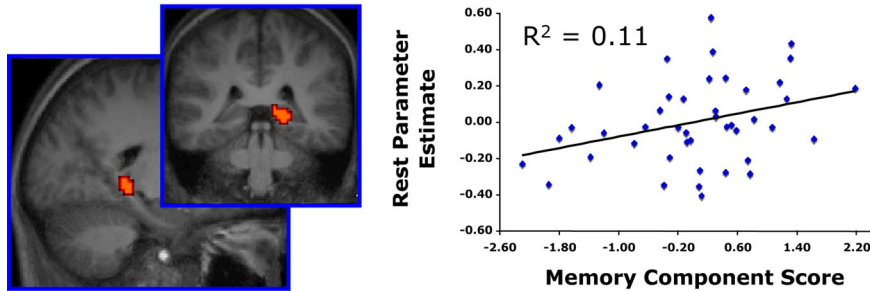 R² = 0.11
Rest Parameter
Estimate
0.60
0.40
0.20
0.00
-0.20
-0.40
-0.60
-2.60 -1.80 -1.00 -0.20 0.60 1.40 2.20
Memory Component Score